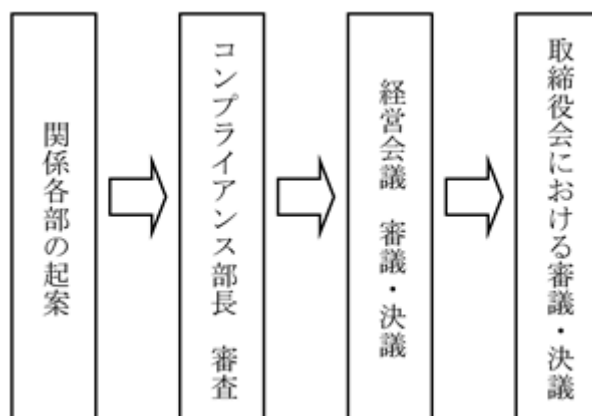 関係各部の起案
コンプライアンス部長　審査
経営会議　審議・決議
取締役会における審議・決議